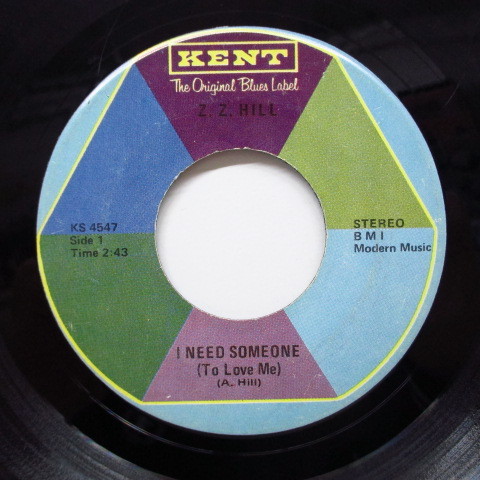 KENT
The Original Blues Label
Z. Z. HILL
KS 4547
Side 1
Time 2:43
STEREO
B M I
Modern Music
I NEED SOMEONE
(To Love Me)
(A. Hill)